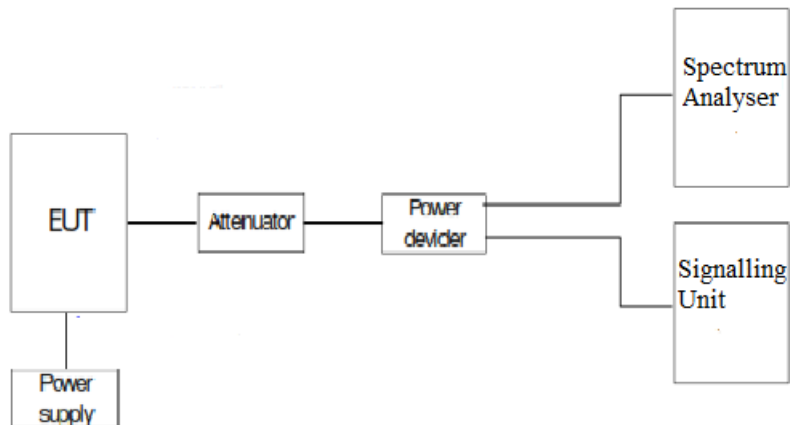 Spectrum
Analyser
EUT
Attenuator
Power
devider
Signalling
Unit
Power
supply